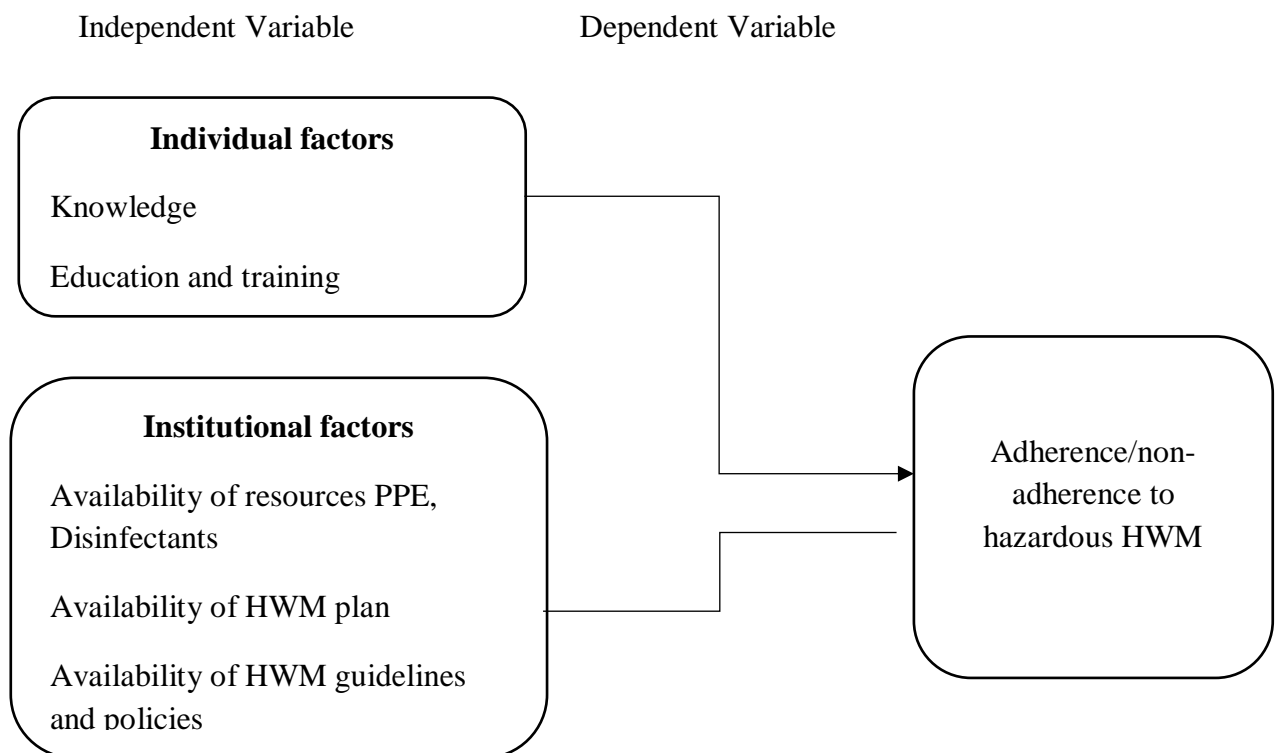 Independent Variable
Dependent Variable
Individual factors
Knowledge
Education and training
Institutional factors
Availability of resources PPE,
Disinfectants
Availability of HWM plan
Availability of HWM guidelines
and policies
Adherence/non-
adherence to
hazardous HWM